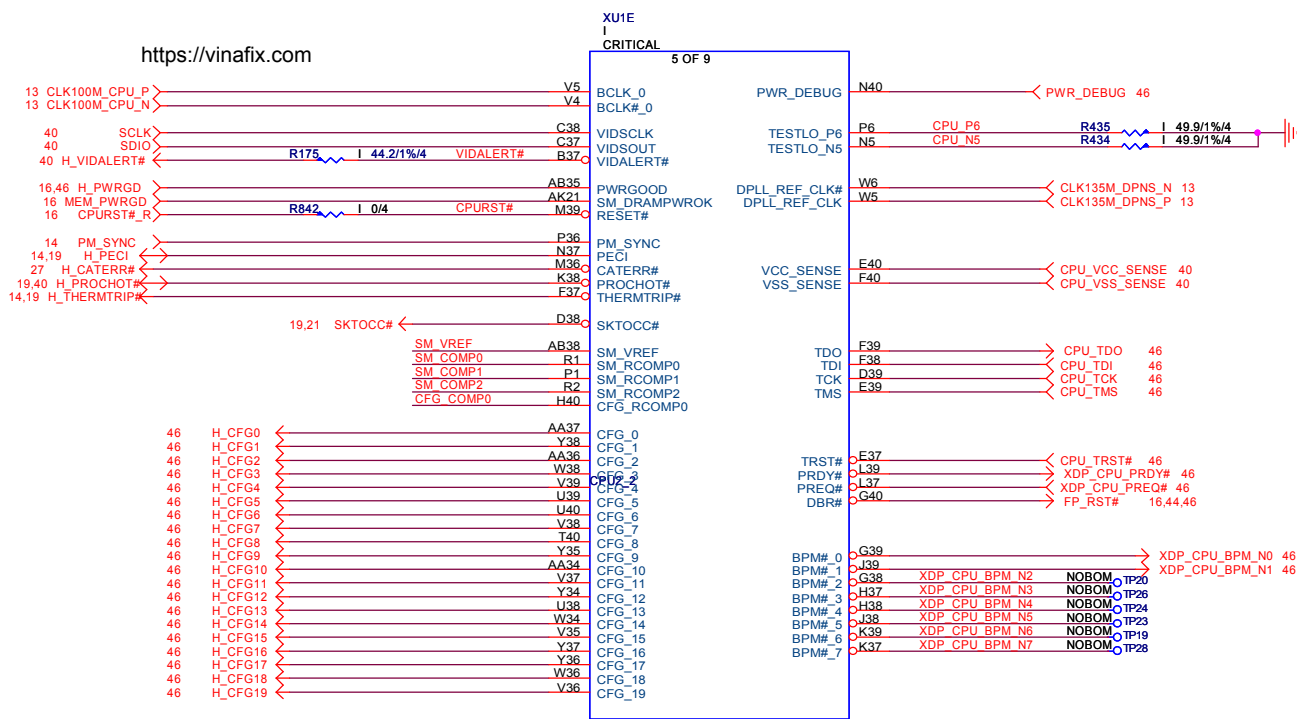 XU1E
I
CRITICAL
https://vinafix.com
5 OF 9
13 CLK100M_CPU_P V5 BCLK_0 PWR_DEBUG N40 PWR_DEBUG 46
13 CLK100M_CPU_N V4 BCLK#_0
40 SCLK C38 VIDSCLK TESTLO_P6 P6 CPU_P6 R435 I 49.9/1%/4
40 SDIO C37 VIDSOUT TESTLO_N5 N5 CPU_N5 R434 I 49.9/1%/4
40 H_VIDALERT# R175 I 44.2/1%/4 VIDALERT# B37 VIDALERT#
16,46 H_PWRGD AB35 PWRGOOD DPLL_REF_CLK# W6 CLK135M_DPNS_N 13
16 MEM_PWRGD AK21 SM_DRAMPWROK DPLL_REF_CLK W5 CLK135M_DPNS_P 13
16 CPURST#_R R842 I 0/4 CPURST# M39 RESET#
14 PM_SYNC P36 PM_SYNC
14,19 H_PECI N37 PECI
27 H_CATERR# M36 CATERR# VCC_SENSE E40 CPU_VCC_SENSE 40
19,40 H_PROCHOT# K38 PROCHOT# VSS_SENSE F40 CPU_VSS_SENSE 40
14,19 H_THERMTRIP# F37 THERMTRIP#
19,21 SKTOCC# D38 SKTOCC#
SM_VREF AB38 SM_VREF TDO F39 CPU_TDO 46
SM_COMP0 R1 SM_RCOMP0 TDI F38 CPU_TDI 46
SM_COMP1 P1 SM_RCOMP1 TCK D39 CPU_TCK 46
SM_COMP2 R2 SM_RCOMP2 TMS E39 CPU_TMS 46
CFG_COMP0 H40 CFG_RCOMP0
46 H_CFG0 AA37 CFG_0
46 H_CFG1 Y38 CFG_1
46 H_CFG2 AA36 CFG_2 TRST# E37 CPU_TRST# 46
46 H_CFG3 W38 CFG_3 PRDY# L39 XDP_CPU_PRDY# 46
CPU2_2
46 H_CFG4 V39 CFG_4 PREQ# L37 XDP_CPU_PREQ# 46
46 H_CFG5 U39 CFG_5 DBR# G40 FP_RST# 16,44,46
46 H_CFG6 U40 CFG_6
46 H_CFG7 V38 CFG_7
46 H_CFG8 T40 CFG_8
46 H_CFG9 Y35 CFG_9 BPM#_0 G39 XDP_CPU_BPM_N0 46
46 H_CFG10 AA34 CFG_10 BPM#_1 J39 XDP_CPU_BPM_N1 46
46 H_CFG11 V37 CFG_11 BPM#_2 G38 XDP_CPU_BPM_N2 NOBOM TP20
46 H_CFG12 Y34 CFG_12 BPM#_3 H37 XDP_CPU_BPM_N3 NOBOM TP26
46 H_CFG13 U38 CFG_13 BPM#_4 H38 XDP_CPU_BPM_N4 NOBOM TP24
46 H_CFG14 W34 CFG_14 BPM#_5 J38 XDP_CPU_BPM_N5 NOBOM TP23
46 H_CFG15 V35 CFG_15 BPM#_6 K39 XDP_CPU_BPM_N6 NOBOM TP19
46 H_CFG16 Y37 CFG_16 BPM#_7 K37 XDP_CPU_BPM_N7 NOBOM TP28
46 H_CFG17 Y36 CFG_17
46 H_CFG18 W36 CFG_18
46 H_CFG19 V36 CFG_19